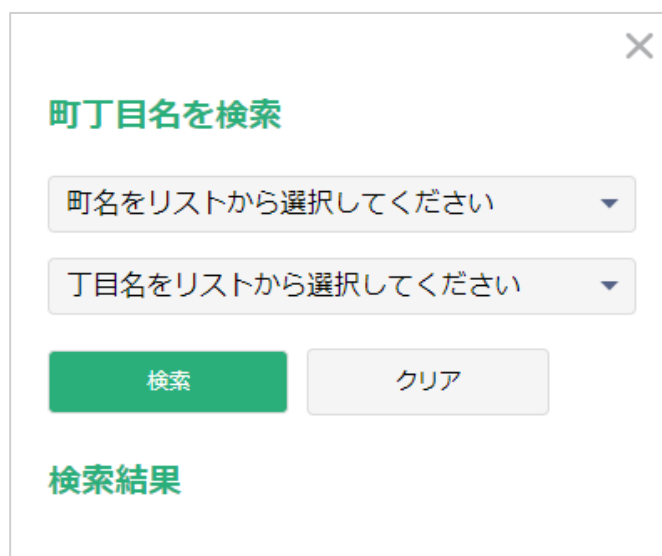 町丁目名を検索
町名をリストから選択してください
丁目名をリストから選択してください
検索
クリア
検索結果